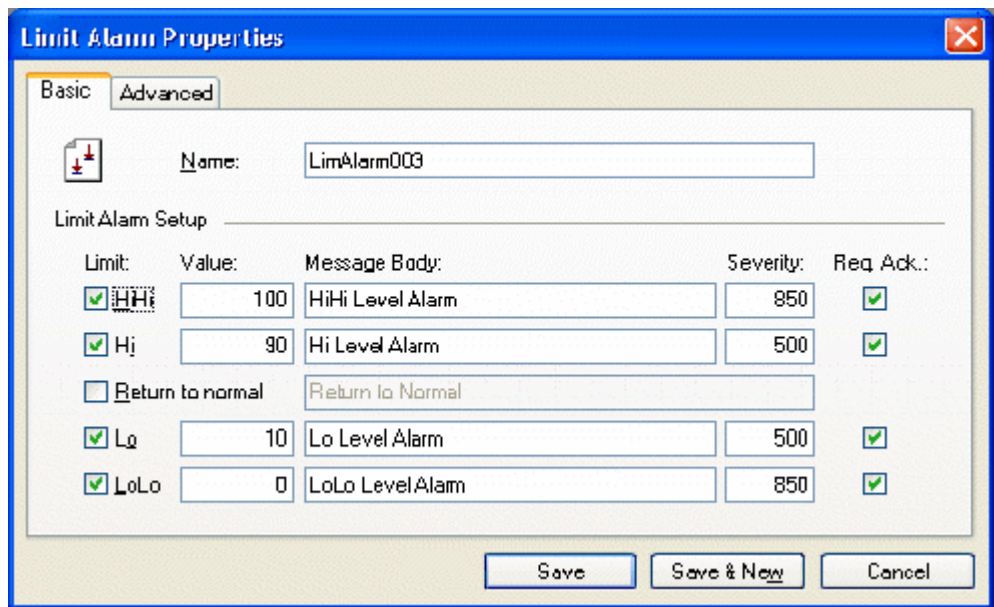 Limit Alarm Properties
Basic Advanced
Name: LimAlarm003
Limit Alarm Setup
Limit: Value: Message Body: Severity: Req. Ack.:
HiHi 100 HiHi Level Alarm 850
Hi 90 Hi Level Alarm 500
Return to normal Return to Normal
Lo 10 Lo Level Alarm 500
LoLo 0 LoLo Level Alarm 850
Save Save & New Cancel